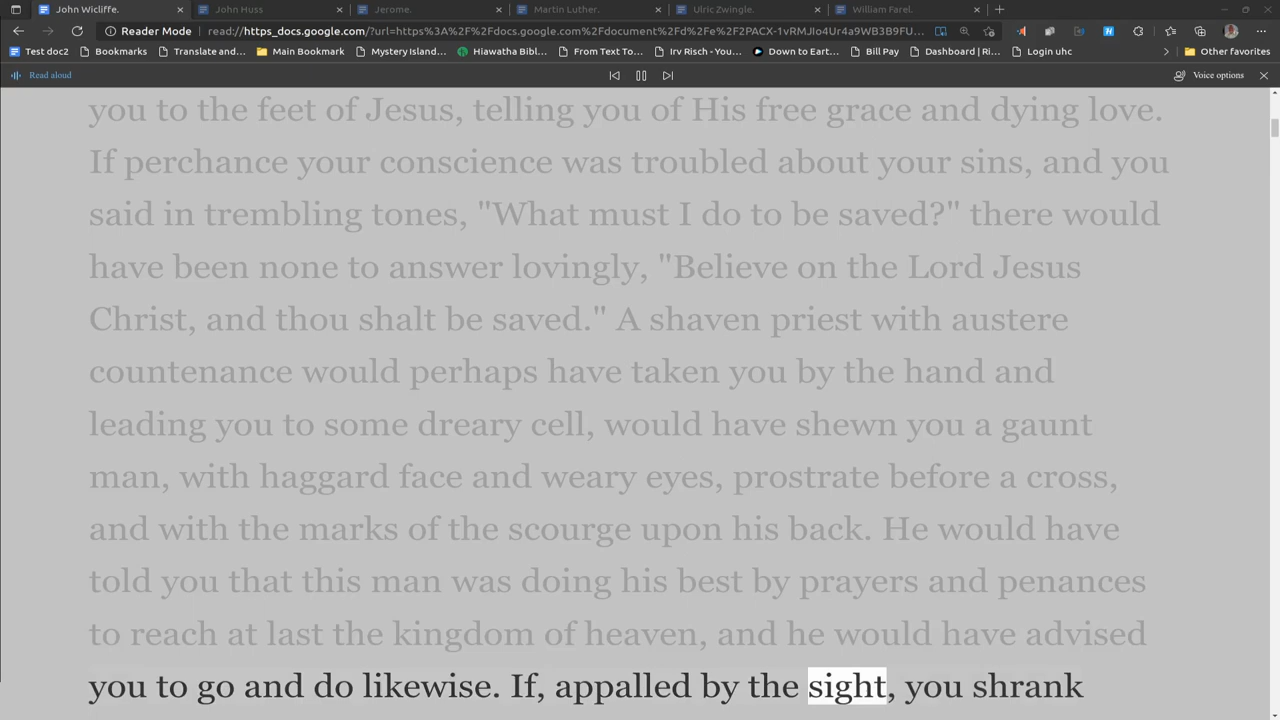 John Wicliffe.
John Huss
Jerome.
Martin Luther.
Ulric Zwingle.
William Farel.
Reader Mode
read://https_docs.google.com/?url=https%3A%2F%2Fdocs.google.com%2Fdocument%2Fd%2Fe%2F2PACX-1vRMJIo4Ur4a9WB3B9FU...
Test doc2
Bookmarks
Translate and...
Main Bookmark
Mystery Island...
Hiawatha Bibl...
From Text To...
Irv Risch - You...
Down to Eart...
Bill Pay
Dashboard | Ri...
Login uhc
Other favorites
Read aloud
Voice options
you to the feet of Jesus, telling you of His free grace and dying love.
If perchance your conscience was troubled about your sins, and you
said in trembling tones, "What must I do to be saved?" there would
have been none to answer lovingly, "Believe on the Lord Jesus
Christ, and thou shalt be saved." A shaven priest with austere
countenance would perhaps have taken you by the hand and
leading you to some dreary cell, would have shewn you a gaunt
man, with haggard face and weary eyes, prostrate before a cross,
and with the marks of the scourge upon his back. He would have
told you that this man was doing his best by prayers and penances
to reach at last the kingdom of heaven, and he would have advised
you to go and do likewise. If, appalled by the sight, you shrank